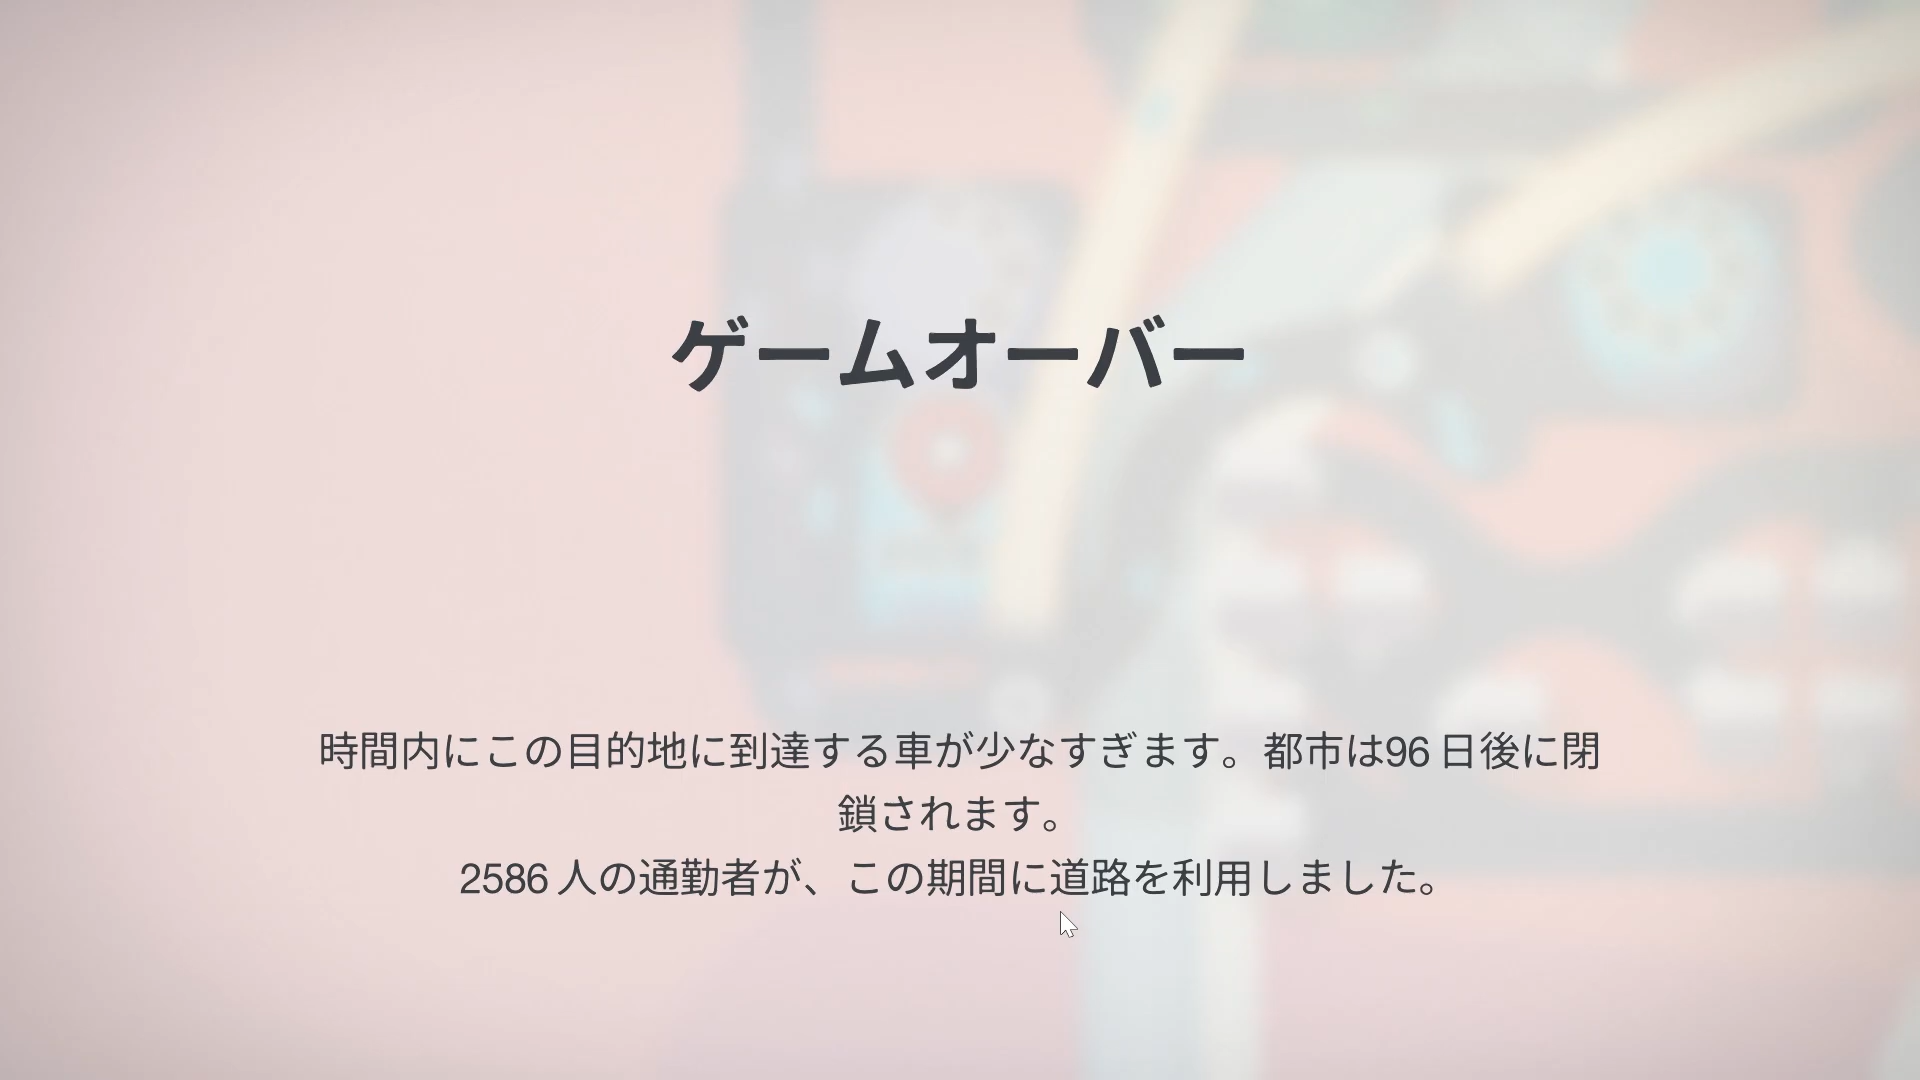 ゲームオーバー
時間内にこの目的地に到達する車が少なすぎます。都市は96 日後に閉
鎖されます。
2586 人の通勤者が、この期間に道路を利用しました。